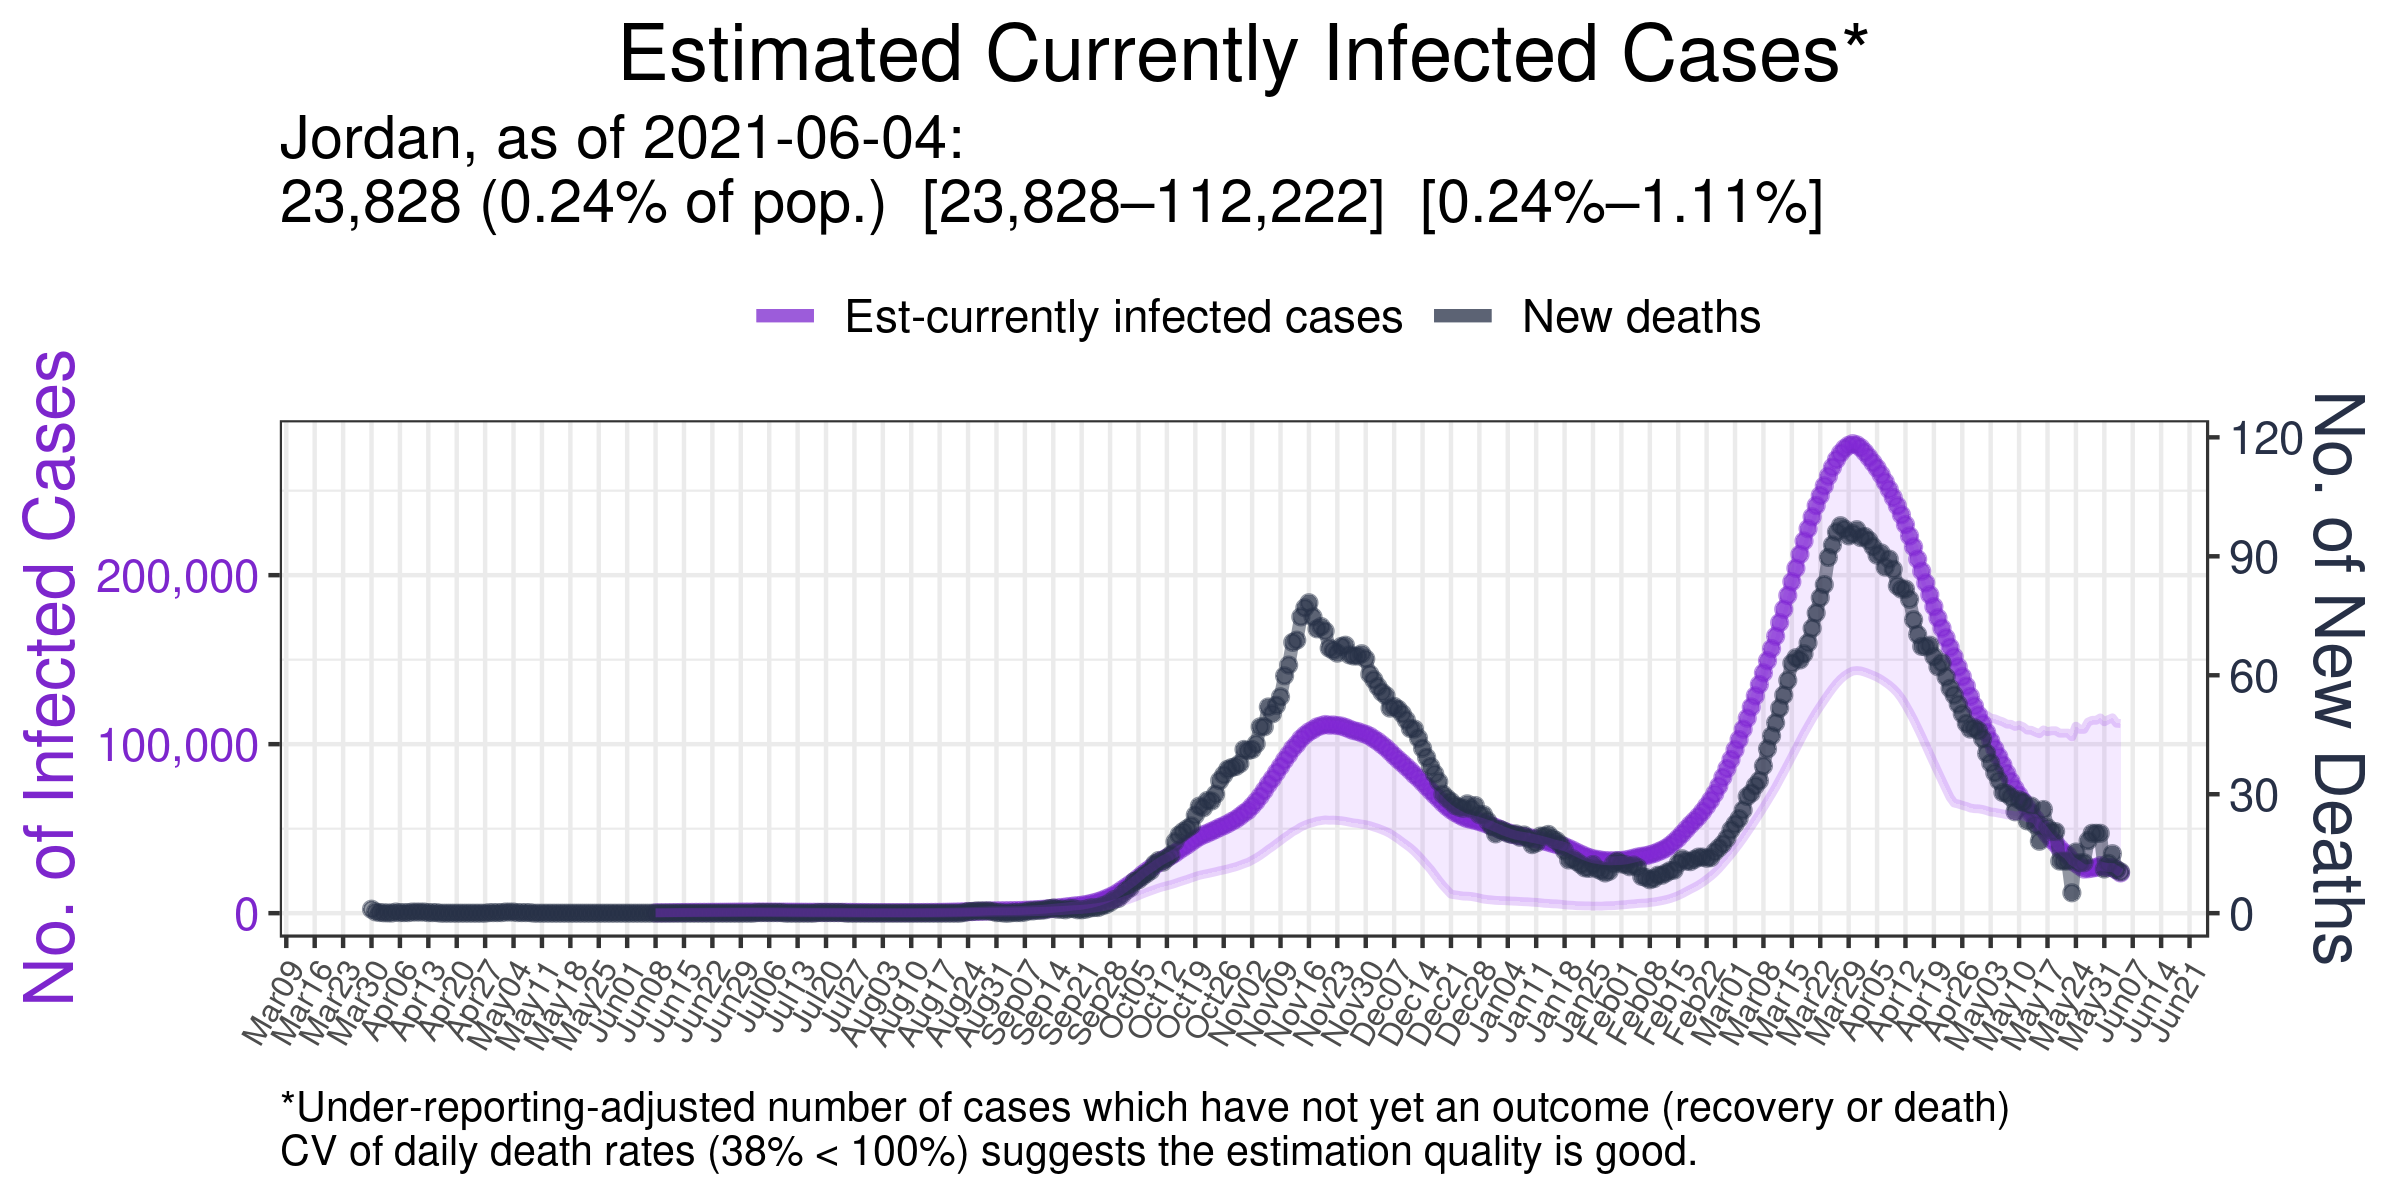 Estimated Currently Infected Cases*
Jordan, as of 2021-06-04:
23,828 (0.24% of pop.)  [23,828–112,222]  [0.24%–1.11%]
Est-currently infected cases
New deaths
No. of Infected Cases
200,000
100,000
0
120
90
60
30
0
No. of New Deaths
Mar09
Mar16
Mar23
Mar30
Apr06
Apr13
Apr20
Apr27
May04
May11
May18
May25
Jun01
Jun08
Jun15
Jun22
Jun29
Jul06
Jul13
Jul20
Jul27
Aug03
Aug10
Aug17
Aug24
Aug31
Sep07
Sep14
Sep21
Sep28
Oct05
Oct12
Oct19
Oct26
Nov02
Nov09
Nov16
Nov23
Nov30
Dec07
Dec14
Dec21
Dec28
Jan04
Jan11
Jan18
Jan25
Feb01
Feb08
Feb15
Feb22
Mar01
Mar08
Mar15
Mar22
Mar29
Apr05
Apr12
Apr19
Apr26
May03
May10
May17
May24
May31
Jun07
Jun14
Jun21
*Under-reporting-adjusted number of cases which have not yet an outcome (recovery or death)
CV of daily death rates (38% < 100%) suggests the estimation quality is good.